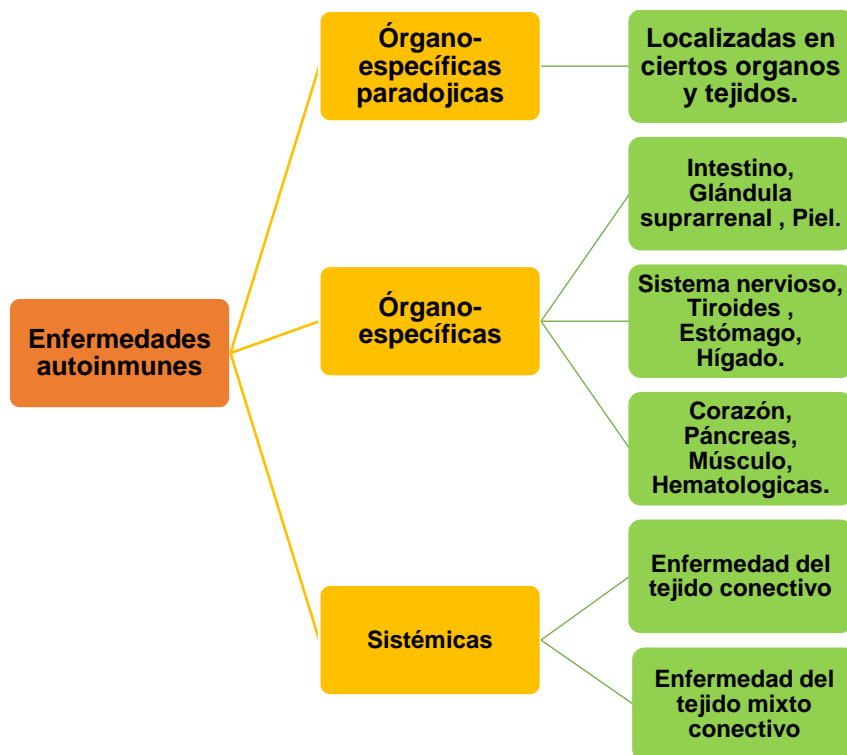 Enfermedades
autoinmunes
Órgano-
específicas
paradojicas
Localizadas en
ciertos organos
y tejidos.
Órgano-
específicas
Intestino,
Glándula
suprarrenal , Piel.
Sistema nervioso,
Tiroides ,
Estómago,
Hígado.
Corazón,
Páncreas,
Músculo,
Hematologicas.
Sistémicas
Enfermedad del
tejido conectivo
Enfermedad del
tejido mixto
conectivo